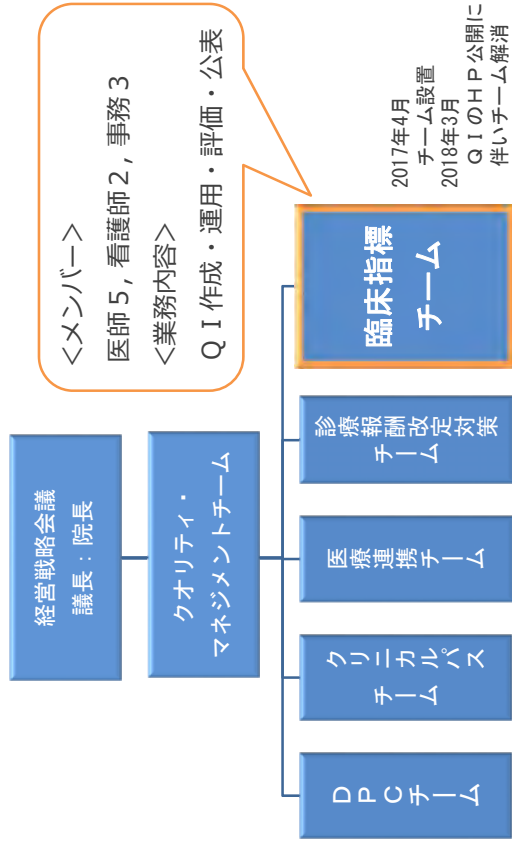 経営戦略会議
議長：院長
クオリティ・
マネジメントチーム
＜メンバー＞
医師５, 看護師２, 事務３
＜業務内容＞
ＱＩ作成・運用・評価・公表
ＤＰＣチーム
クリニカルパス
チーム
医療連携チーム
診療報酬改定対策
チーム
臨床指標
チーム
2017年4月
チーム設置
2018年3月
ＱＩのＨＰ公開に
伴いチーム解消